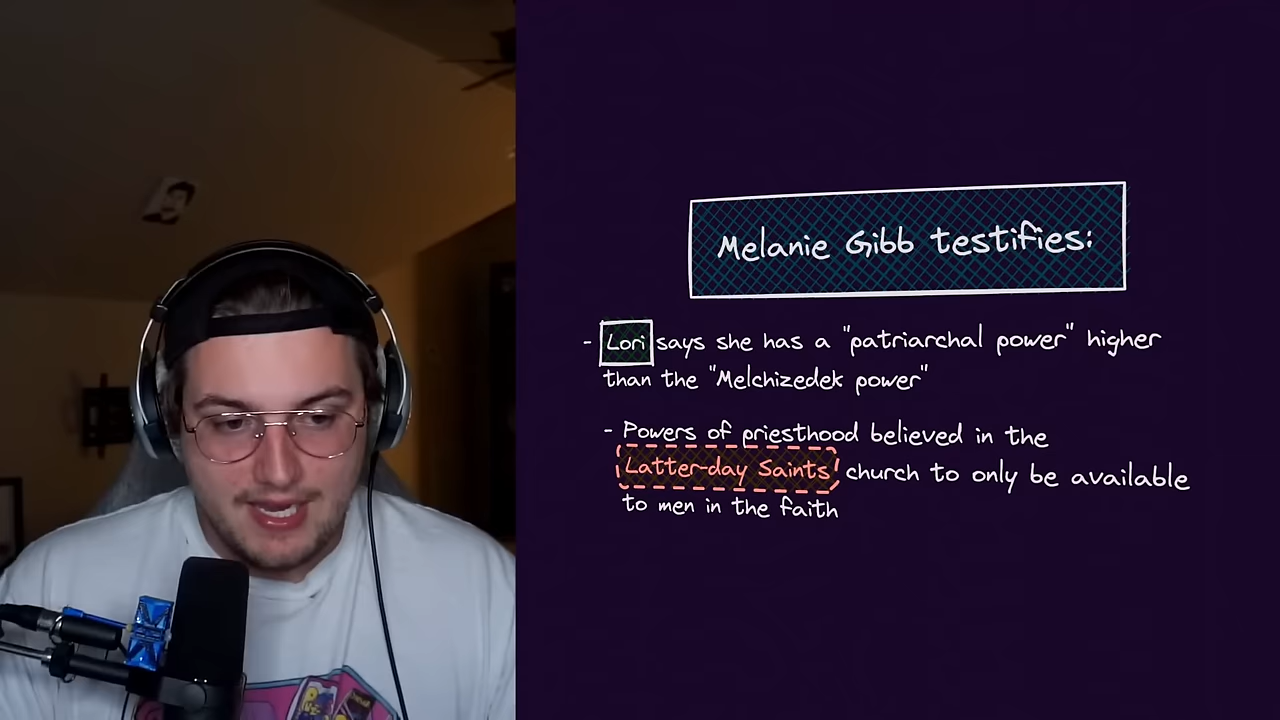 Melanie Gibb testifies:
- Lori says she has a "patriarchal power" higher
than the "Melchizedek power"
- Powers of priesthood believed in the
Latter-day Saints church to only be available
to men in the faith